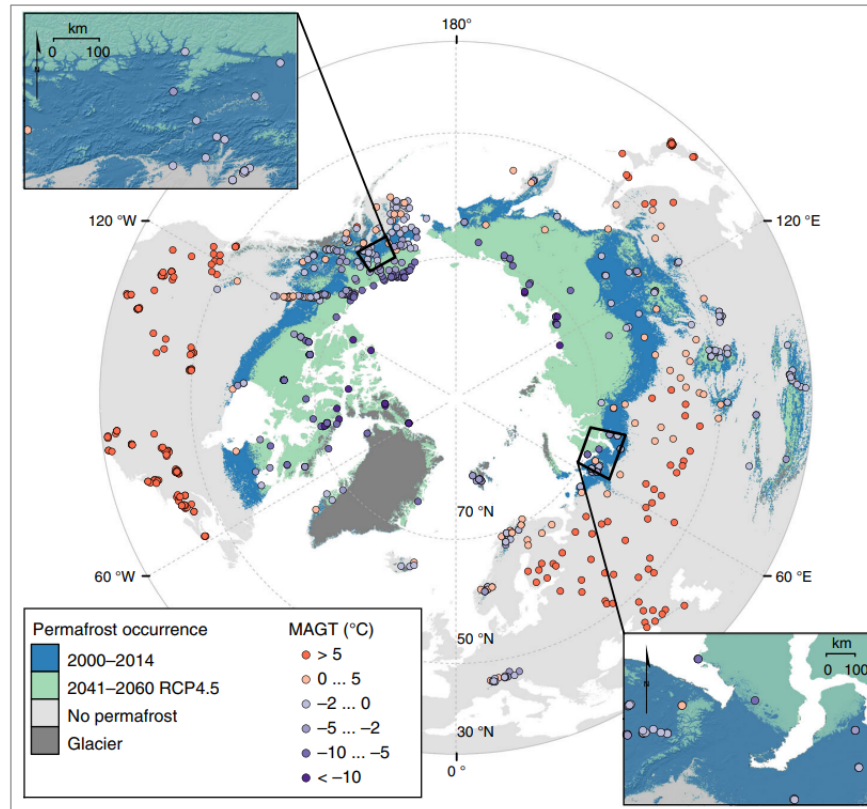 km
0 100
N
180°
120 °W
120 °E
70 °N
60 °W
60 °E
50 °N
30 °N
0°
Permafrost occurrence
2000–2014
2041–2060 RCP4.5
No permafrost
Glacier
MAGT (°C)
> 5
0 ... 5
–2 ... 0
–5 ... –2
–10 ... –5
< –10
km
0 100
N